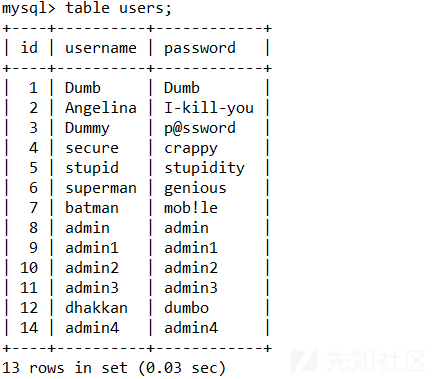 mysql> table users;
+----+----------+------------+
| id | username | password   |
+----+----------+------------+
|  1 | Dumb     | Dumb       |
|  2 | Angelina | I-kill-you |
|  3 | Dummy    | p@ssword   |
|  4 | secure   | crappy     |
|  5 | stupid   | stupidity  |
|  6 | superman | genious    |
|  7 | batman   | mob!le     |
|  8 | admin    | admin      |
|  9 | admin1   | admin1     |
| 10 | admin2   | admin2     |
| 11 | admin3   | admin3     |
| 12 | dhakkan  | dumbo      |
| 14 | admin4   | admin4     |
+----+----------+------------+
13 rows in set (0.03 sec)
先知社区